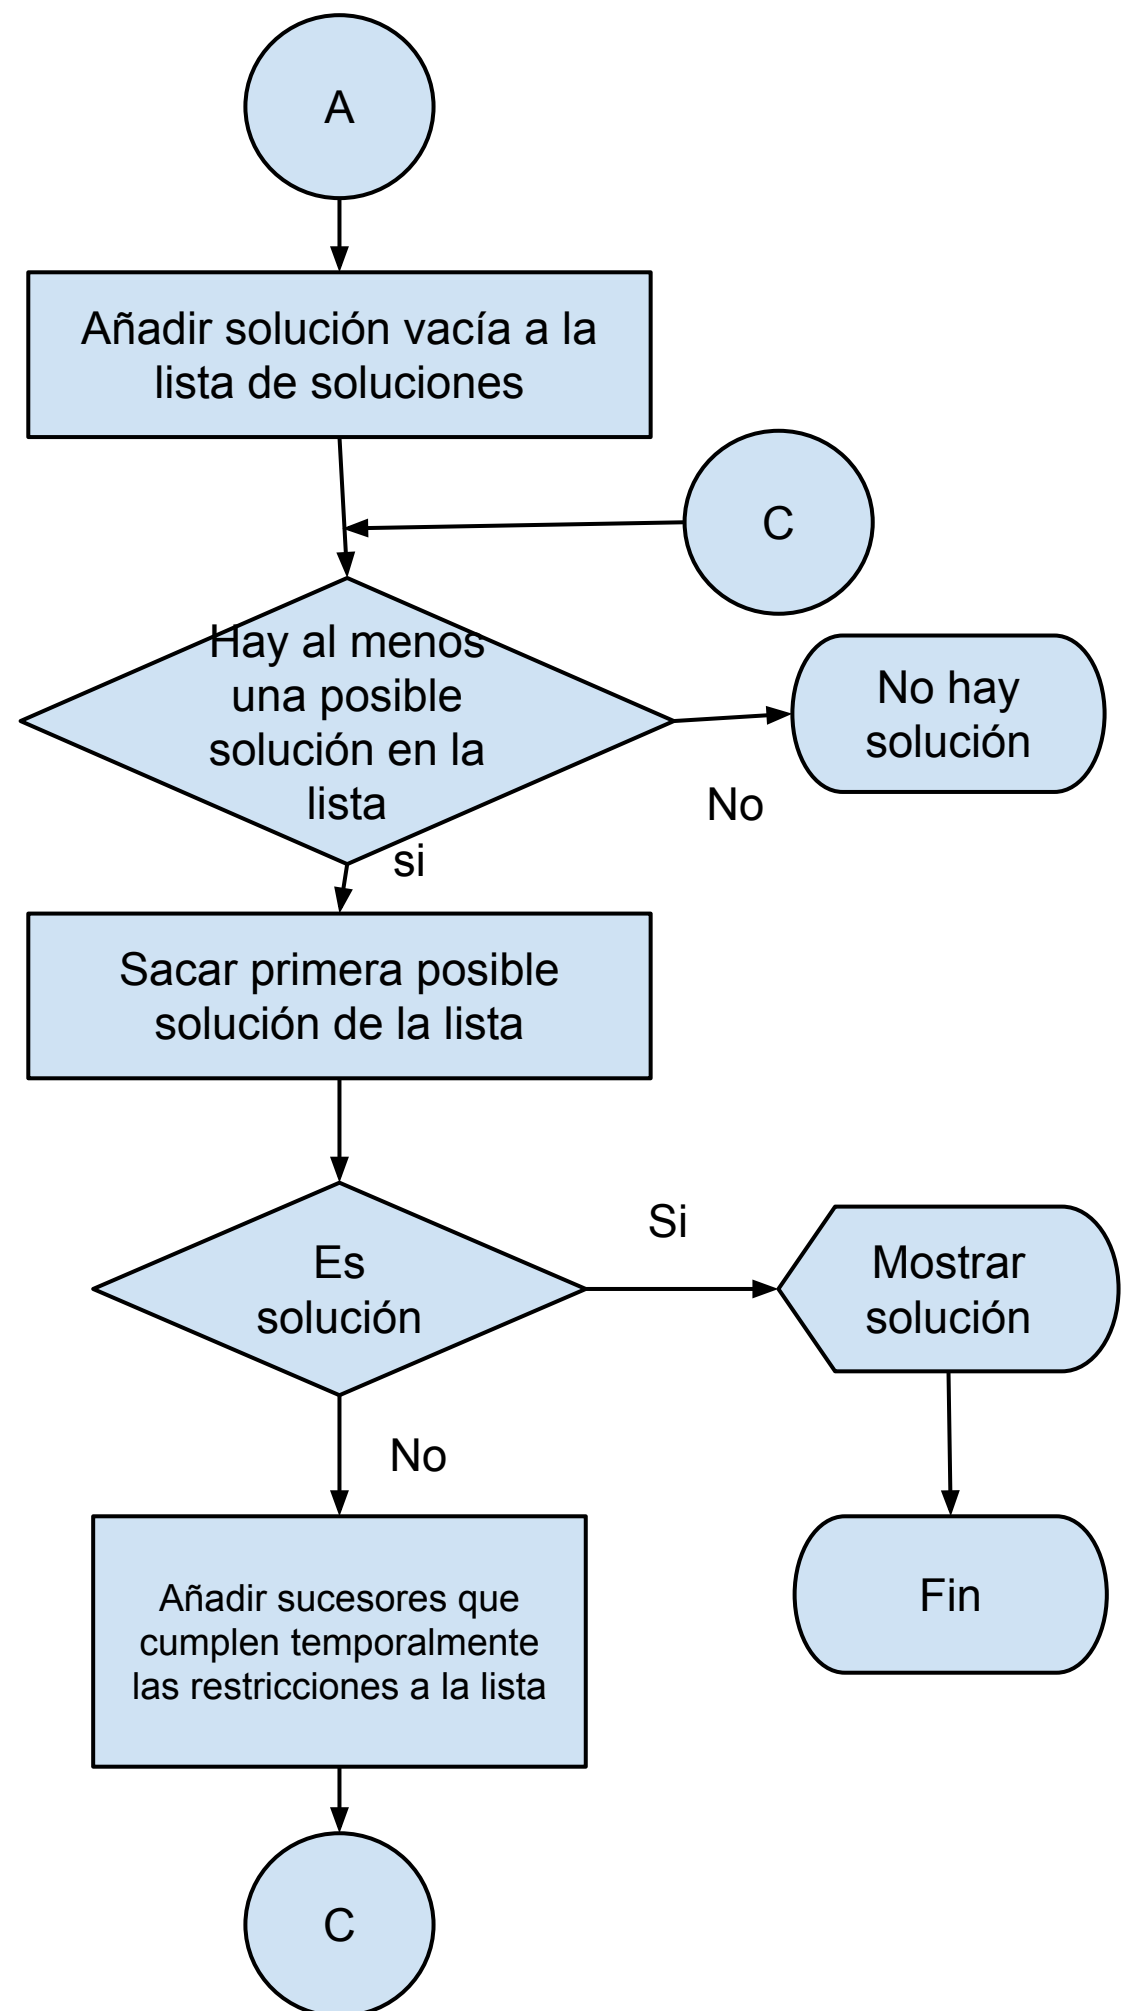 A
Añadir solución vacía a la
lista de soluciones
C
Hay al menos
una posible
solución en la
lista
No hay
solución
No
si
Sacar primera posible
solución de la lista
Si
Es
solución
Mostrar
solución
No
Añadir sucesores que
cumplen temporalmente
las restricciones a la lista
Fin
C